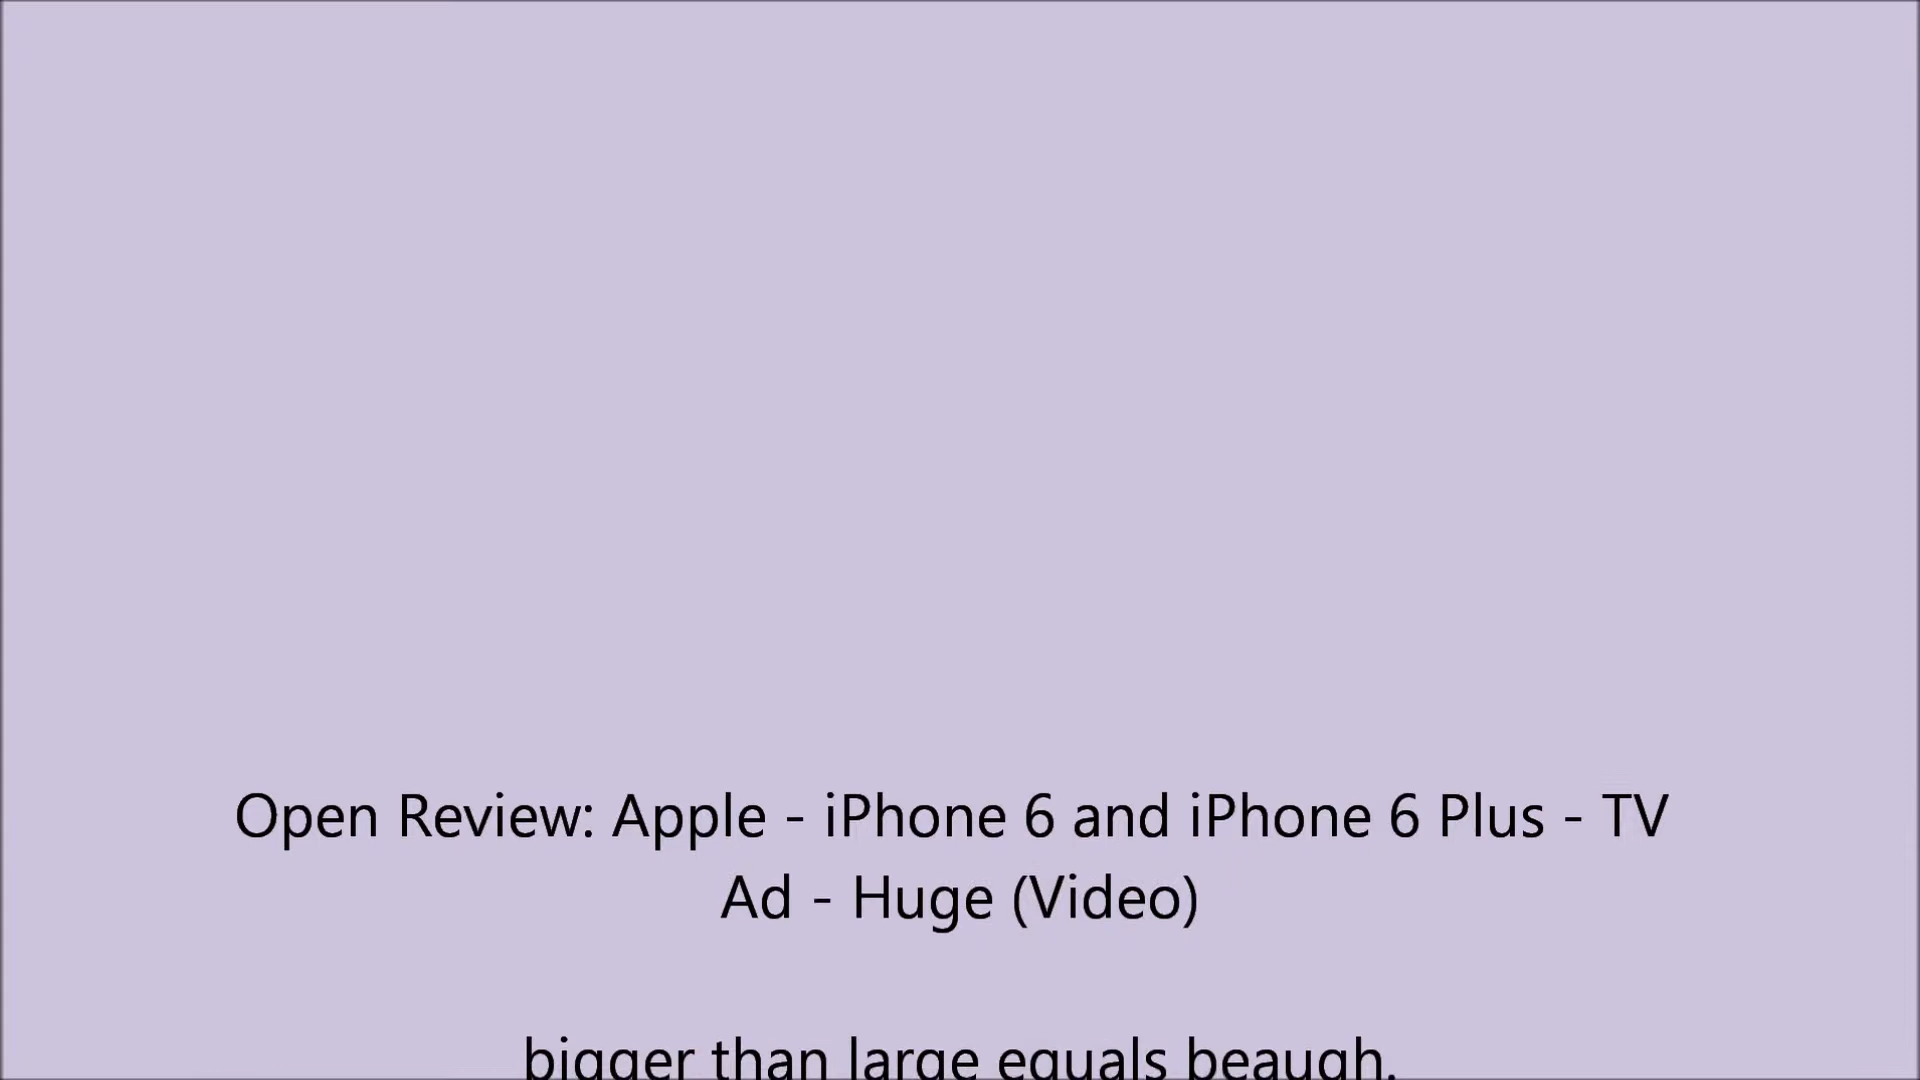 Open Review: Apple - iPhone 6 and iPhone 6 Plus - TV
Ad - Huge (Video)
bigger than large equals beaugh.